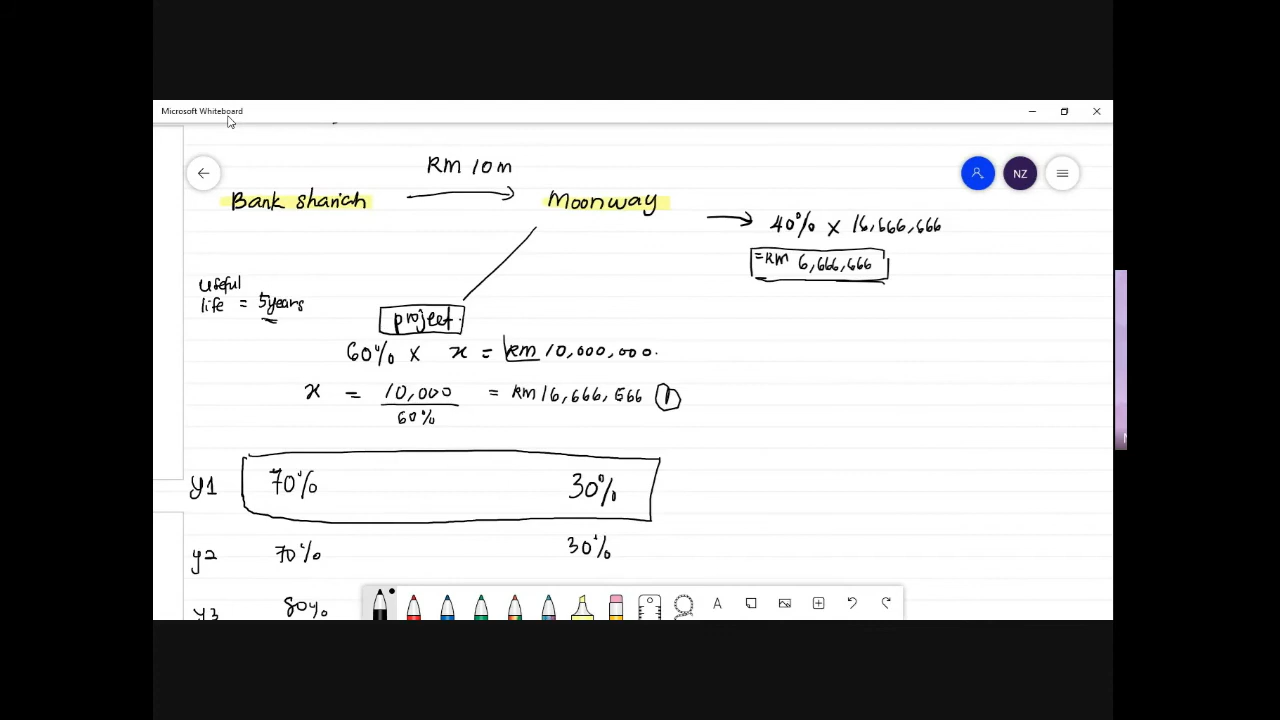 Microsoft Whiteboard
NZ
RM 10m
Bank shariah
Moonway
40% x 16,666,666
=RM 6,666,666
useful
life = 5years
project.
60% x x = RM 10,000,000.
x = 10,000 = RM 16,666,666 1
60%
y1 70% 30%
y2 70% 30%
y3 80%
A